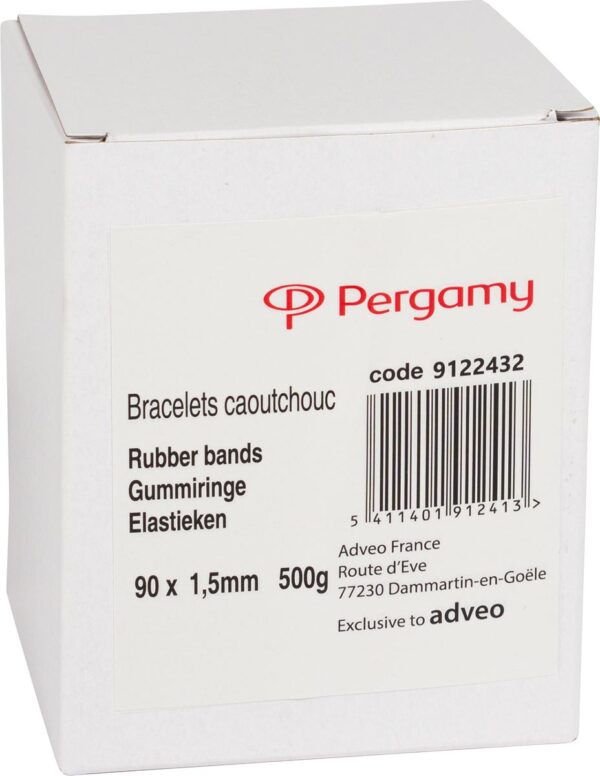 Pergamy
code 9122432
Bracelets caoutchouc
Rubber bands
Gummiringe
Elastieken
90 x 1,5mm 500g
5 411401 912413 >
Adveo France
Route d'Eve
77230 Dammartin-en-Goële
Exclusive to adveo